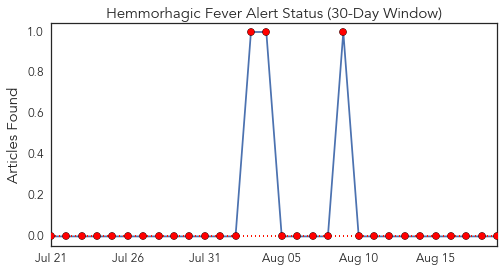 Hemmorhagic Fever Alert Status (30-Day Window)
Articles Found
1.0
0.8
0.6
0.4
0.2
0.0
Jul 21 Jul 26 Jul 31 Aug 05 Aug 10 Aug 15